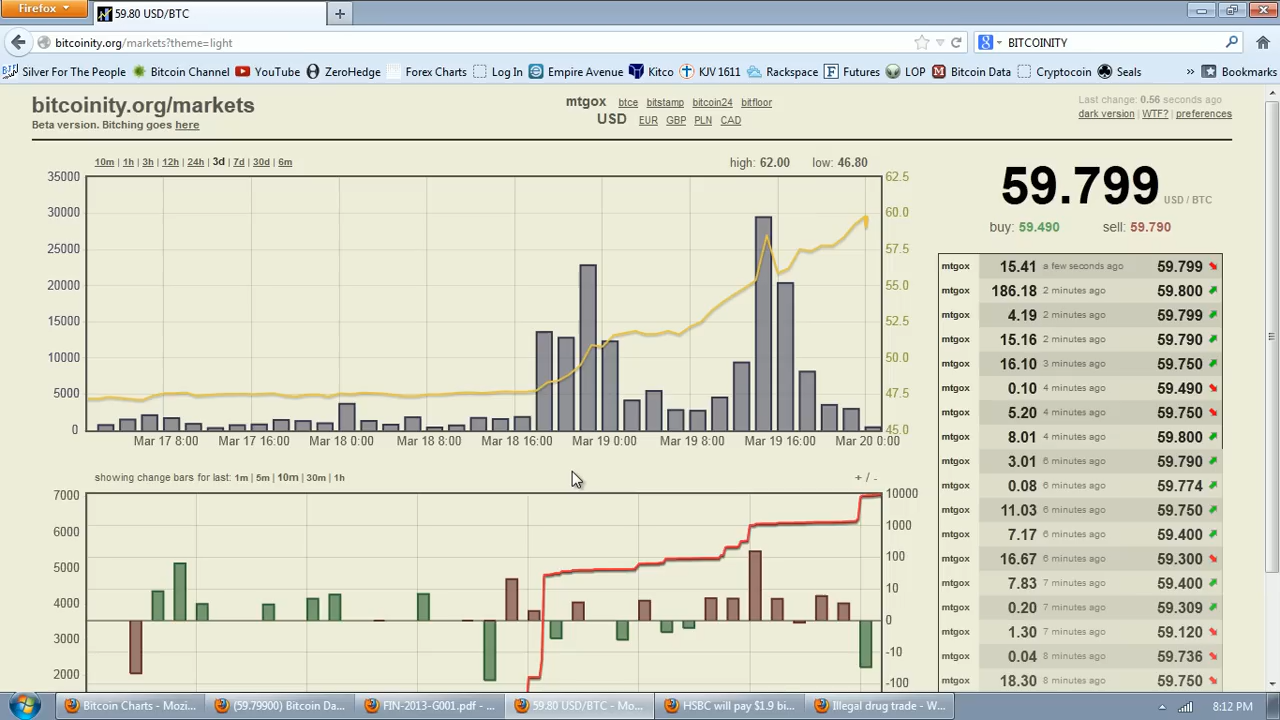 Firefox
59.80 USD/BTC
bitcoinity.org/markets?theme=light
BITCOINITY
Silver For The People Bitcoin Channel YouTube ZeroHedge Forex Charts Log In Empire Avenue Kitco KJV 1611 Rackspace Futures LOP Bitcoin Data Cryptocoin Seals » Bookmarks
bitcoinity.org/markets
Beta version. Bitching goes here
mtgox btce bitstamp bitcoin24 bitfloor
USD EUR GBP PLN CAD
Last change: 0.56 seconds ago
dark version | WTF? | preferences
10m | 1h | 3h | 12h | 24h | 3d | 7d | 30d | 6m
high: 62.00 low: 46.80
35000 62.5
30000 60.0
25000 57.5
20000 55.0
15000 52.5
10000 50.0
5000 47.5
0 45.0
Mar 17 8:00 Mar 17 16:00 Mar 18 0:00 Mar 18 8:00 Mar 18 16:00 Mar 19 0:00 Mar 19 8:00 Mar 19 16:00 Mar 20 0:00
showing change bars for last: 1m | 5m | 10m | 30m | 1h
+ / -
7000 10000
6000 1000
5000 100
4000 10
0
3000 -10
2000 -100
59.799 USD / BTC
buy: 59.490 sell: 59.790
mtgox 15.41 a few seconds ago 59.799
mtgox 186.18 2 minutes ago 59.800
mtgox 4.19 2 minutes ago 59.799
mtgox 15.16 2 minutes ago 59.790
mtgox 16.10 3 minutes ago 59.750
mtgox 0.10 4 minutes ago 59.490
mtgox 5.20 4 minutes ago 59.750
mtgox 8.01 4 minutes ago 59.800
mtgox 3.01 6 minutes ago 59.790
mtgox 0.08 6 minutes ago 59.774
mtgox 11.03 6 minutes ago 59.750
mtgox 7.17 6 minutes ago 59.400
mtgox 16.67 6 minutes ago 59.300
mtgox 7.83 7 minutes ago 59.400
mtgox 0.20 7 minutes ago 59.309
mtgox 1.30 7 minutes ago 59.120
mtgox 0.04 8 minutes ago 59.736
mtgox 18.30 8 minutes ago 59.750
Bitcoin Charts - Mozi... (59.79900) Bitcoin Da... FIN-2013-G001.pdf - ... 59.80 USD/BTC - Mo... HSBC will pay $1.9 bi... Illegal drug trade - W... 8:12 PM